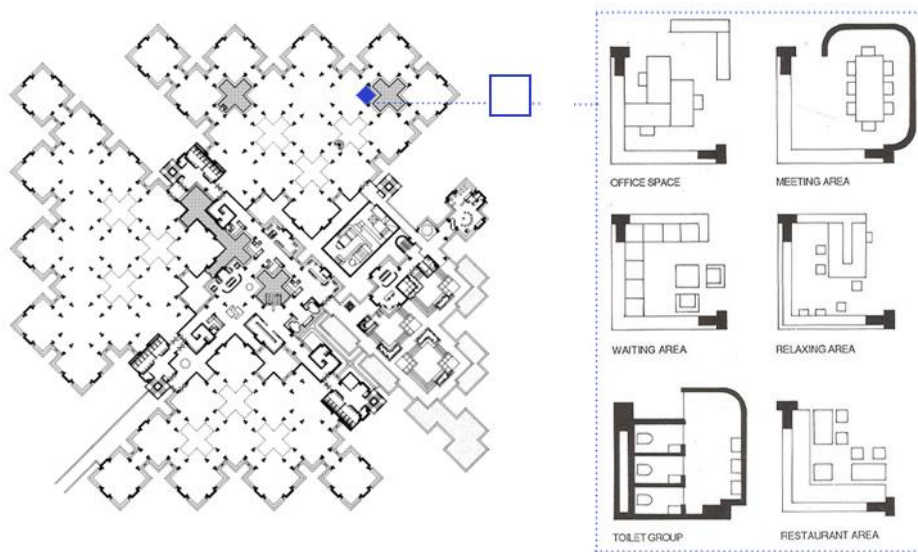 OFFICE SPACE
MEETING AREA
WAITING AREA
RELAXING AREA
TOILET GROUP
RESTAURANT AREA